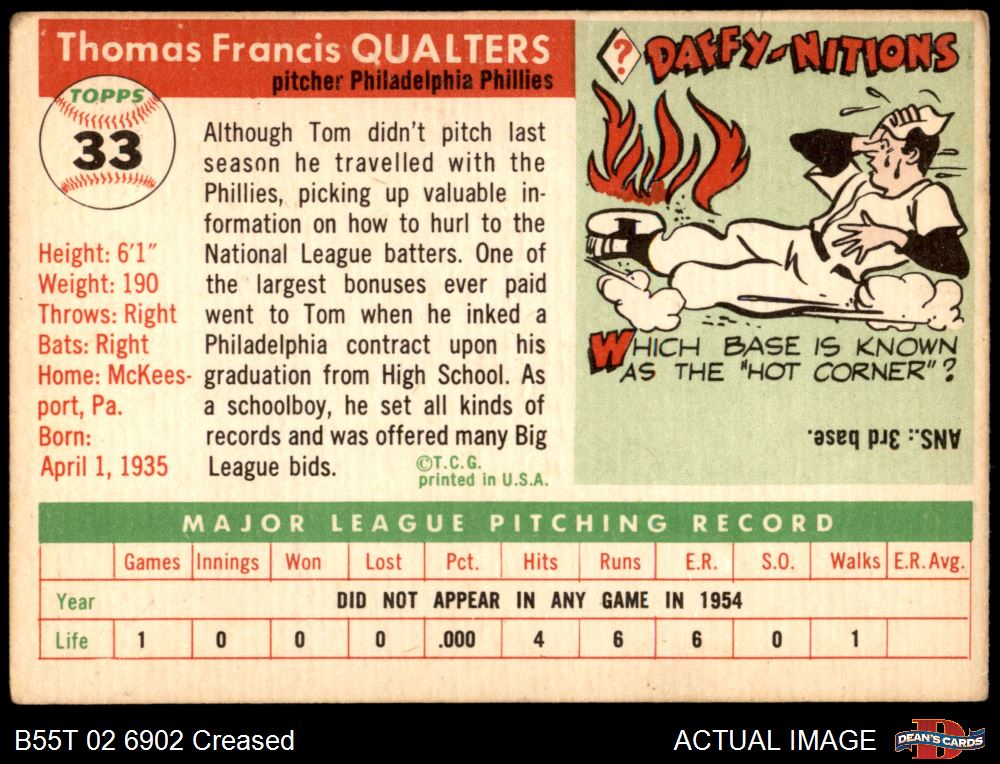 Thomas Francis QUALTERS
pitcher Philadelphia Phillies
TOPPS
33
Height: 6'1"
Weight: 190
Throws: Right
Bats: Right
Home: McKees-
port, Pa.
Born:
April 1, 1935
Although Tom didn't pitch last
season he travelled with the
Phillies, picking up valuable in-
formation on how to hurl to the
National League batters. One of
the largest bonuses ever paid
went to Tom when he inked a
Philadelphia contract upon his
graduation from High School. As
a schoolboy, he set all kinds of
records and was offered many Big
League bids.
©T.C.G.
printed in U.S.A.
?
DAFFY-NITIONS
WHICH BASE IS KNOWN
AS THE "HOT CORNER"?
ANS.: 3rd base.
MAJOR LEAGUE PITCHING RECORD
Games Innings Won Lost Pct. Hits Runs E.R. S.O. Walks E.R. Avg.
Year DID NOT APPEAR IN ANY GAME IN 1954
Life 1 0 0 0 .000 4 6 6 0 1
B55T 02 6902 Creased
ACTUAL IMAGE
D
DEAN'S CARDS